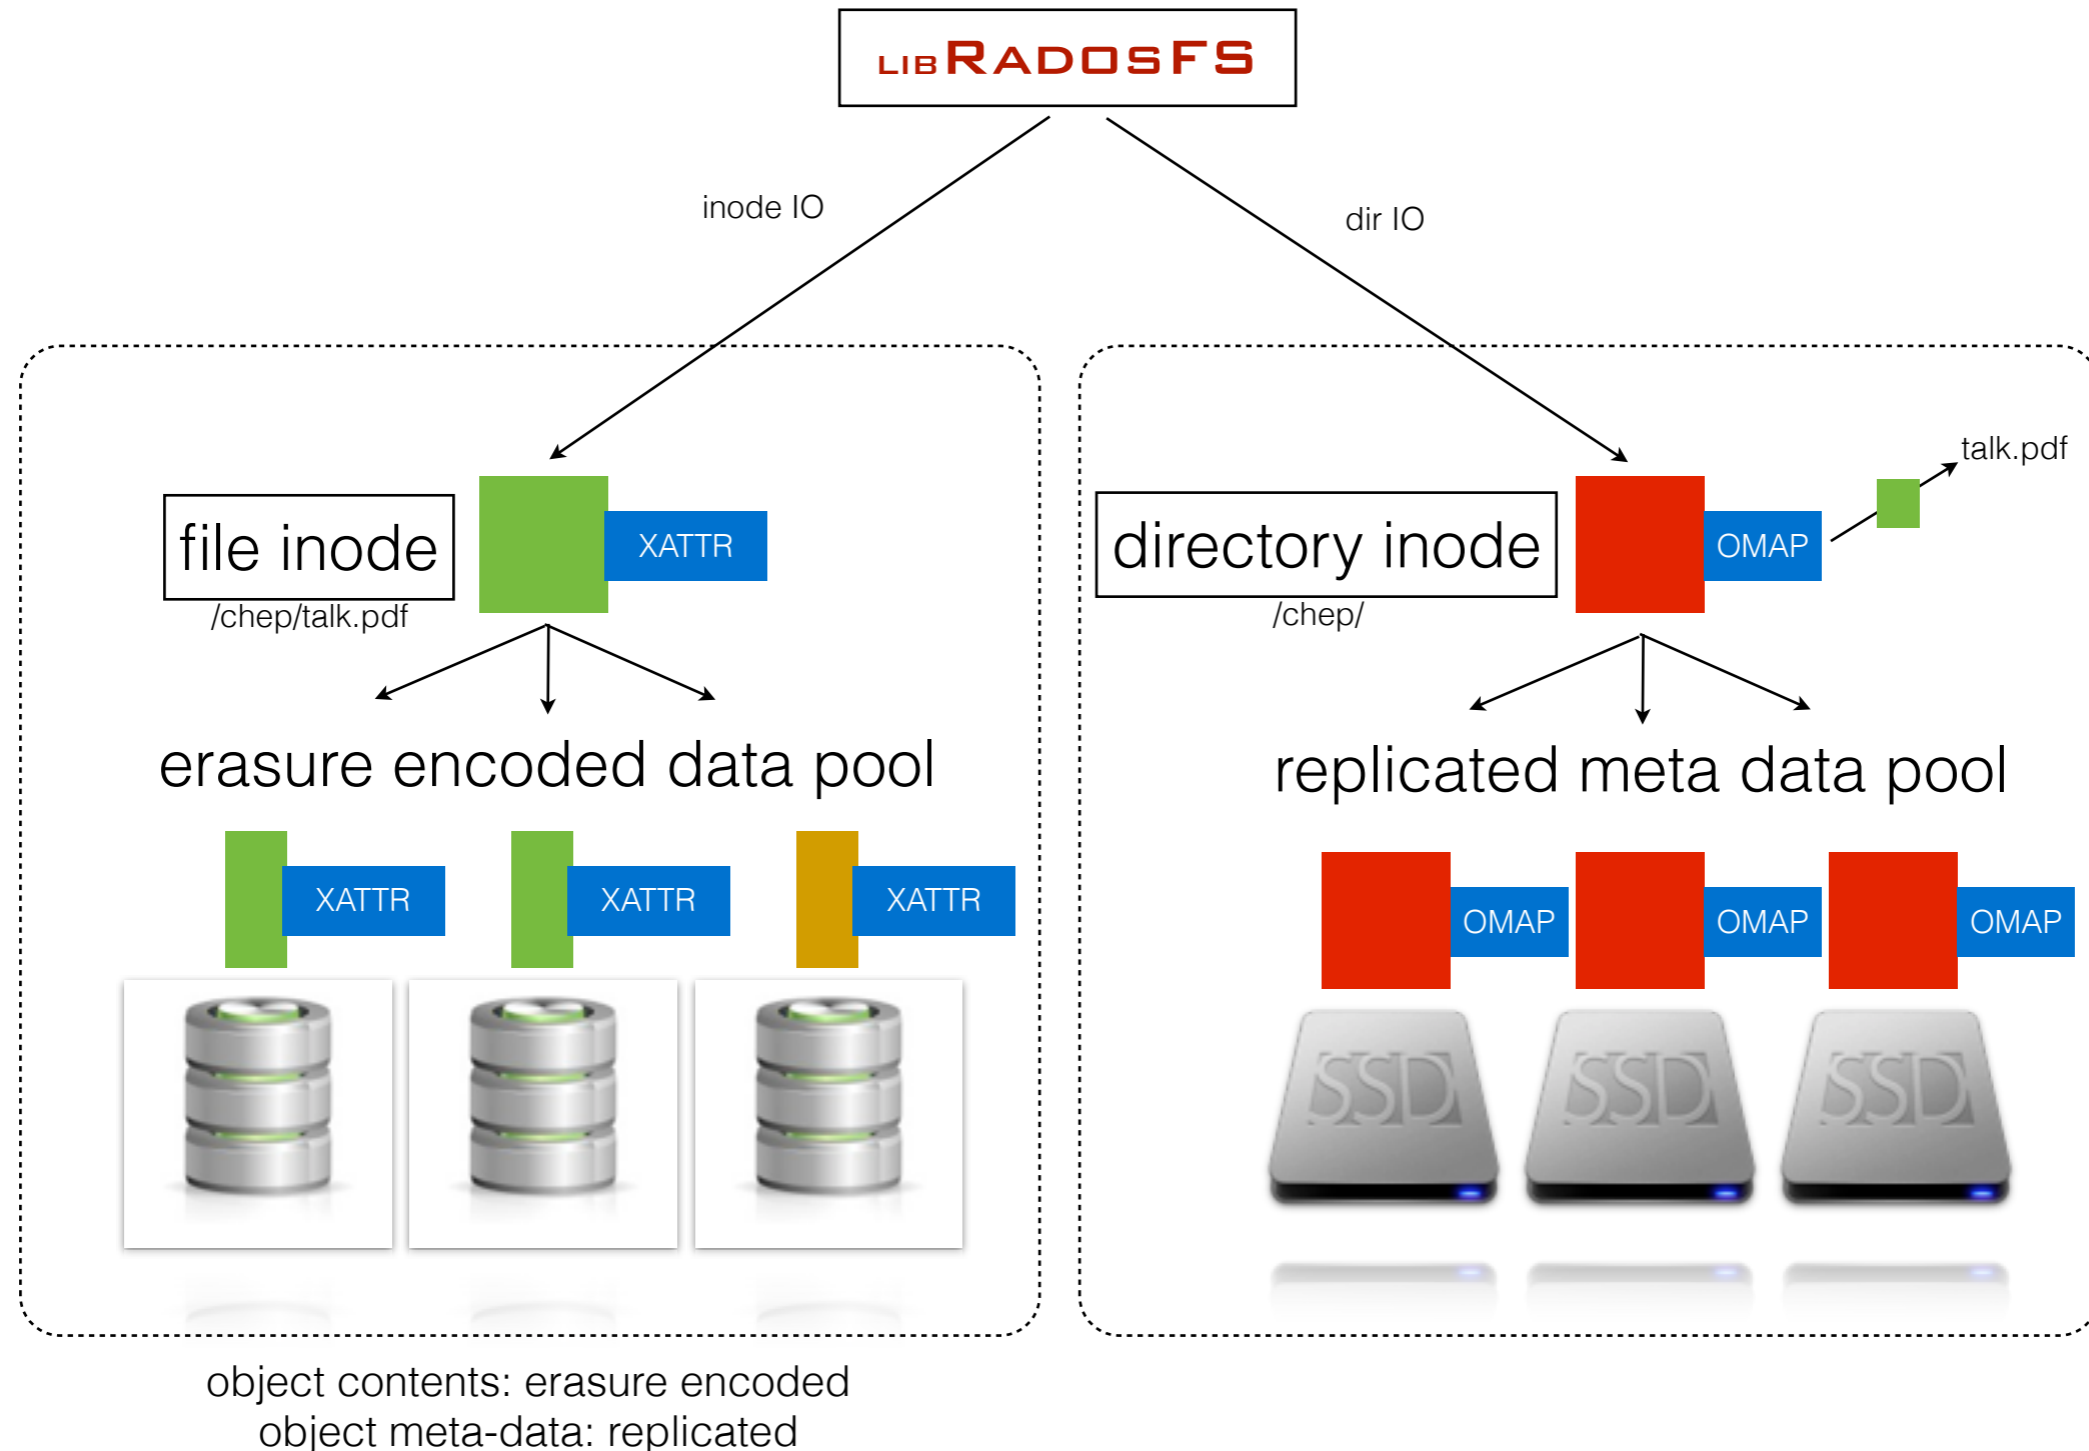 LIBRADOSFS
inode IO
dir IO
talk.pdf
file inode
XATTR
/chep/talk.pdf
directory inode
OMAP
/chep/
erasure encoded data pool
replicated meta data pool
XATTR
XATTR
XATTR
OMAP
OMAP
OMAP
SSD
SSD
SSD
object contents: erasure encoded
object meta-data: replicated